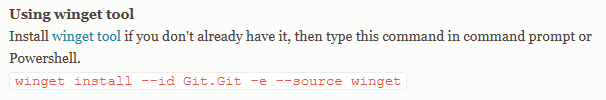 Using winget tool
Install winget tool if you don't already have it, then type this command in command prompt or
Powershell.
winget install --id Git.Git -e --source winget